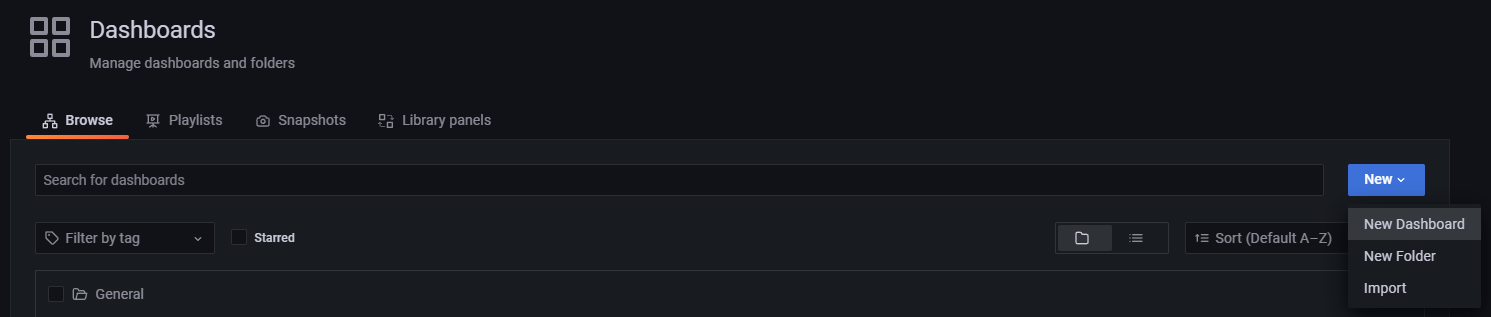 Dashboards
Manage dashboards and folders
Browse Playlists Snapshots Library panels
Search for dashboards New
Filter by tag Starred Sort (Default A–Z) New Dashboard
New Folder
General Import